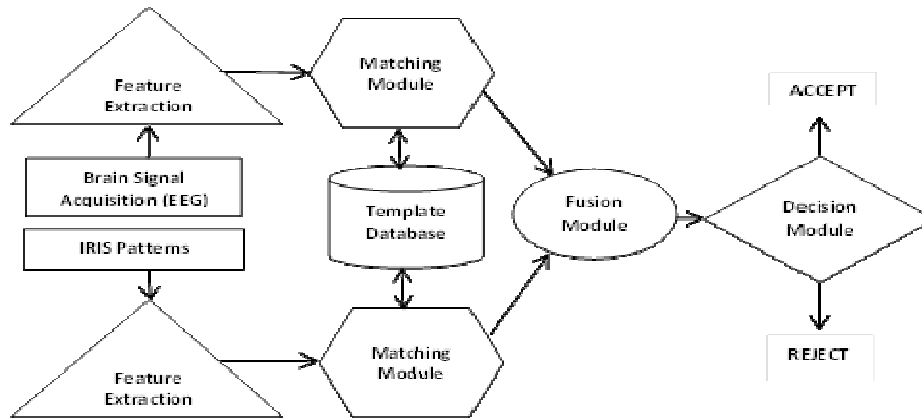 Feature
Extraction
Matching
Module
ACCEPT
Brain Signal
Acquisition (EEG)
Template
Database
Fusion
Module
Decision
Module
IRIS Patterns
Feature
Extraction
Matching
Module
REJECT